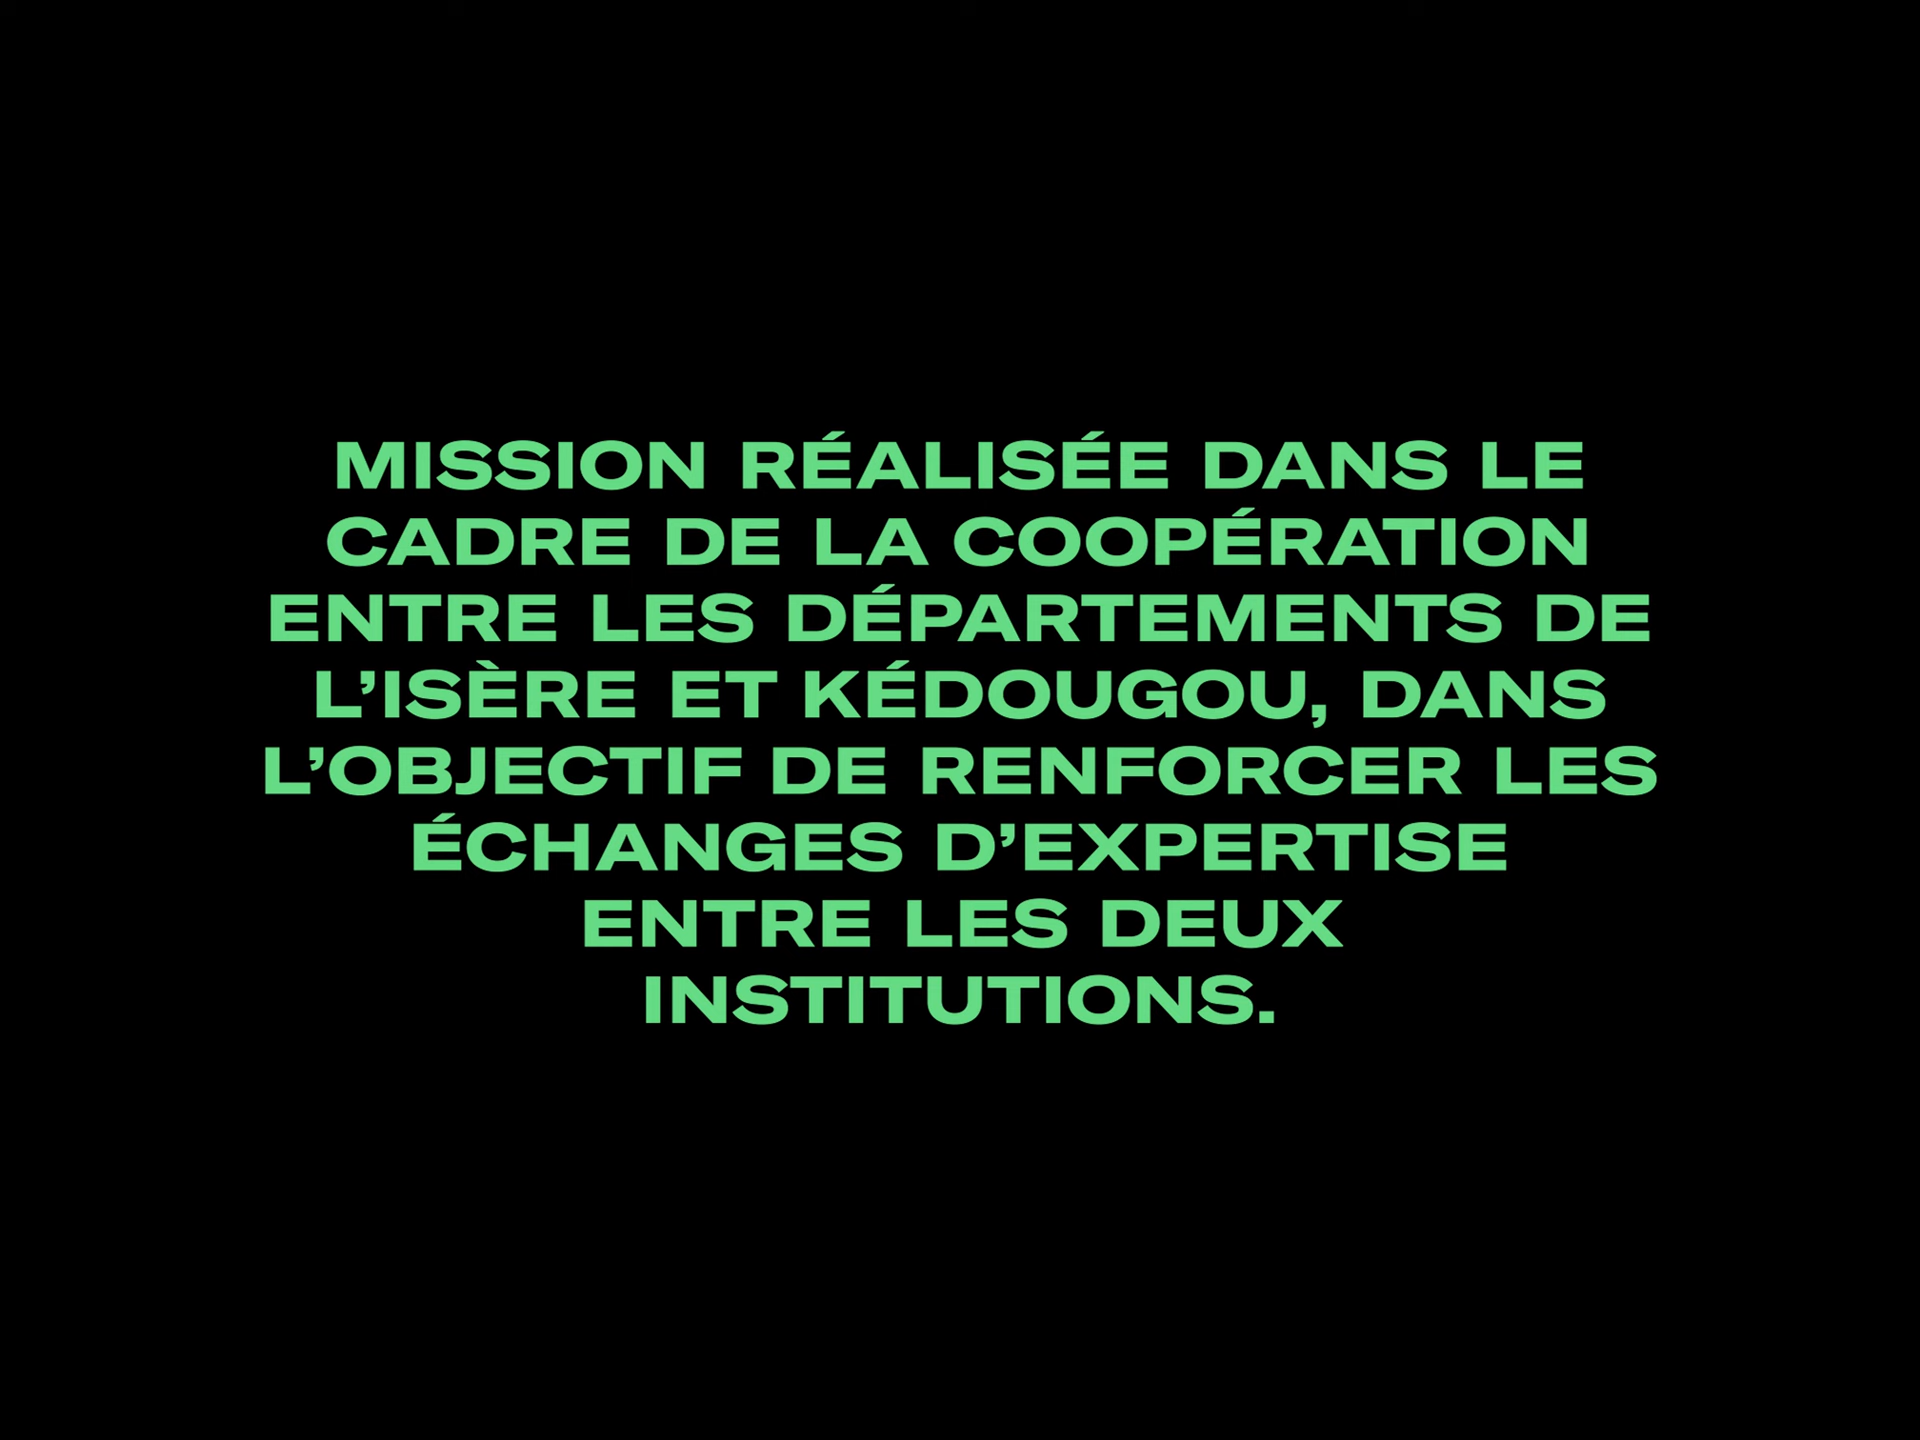 MISSION RÉALISÉE DANS LE
CADRE DE LA COOPÉRATION
ENTRE LES DÉPARTEMENTS DE
L’ISÈRE ET KÉDOUGOU, DANS
L’OBJECTIF DE RENFORCER LES
ÉCHANGES D’EXPERTISE
ENTRE LES DEUX
INSTITUTIONS.